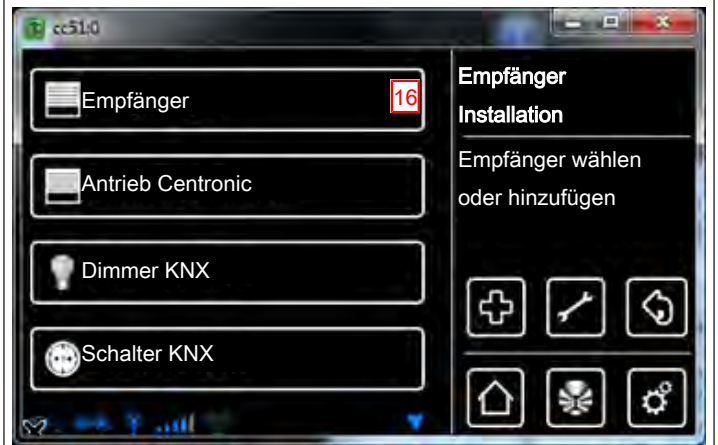 cc51:0
Empfänger
16
Antrieb Centronic
Dimmer KNX
Schalter KNX
Empfänger
Installation
Empfänger wählen
oder hinzufügen